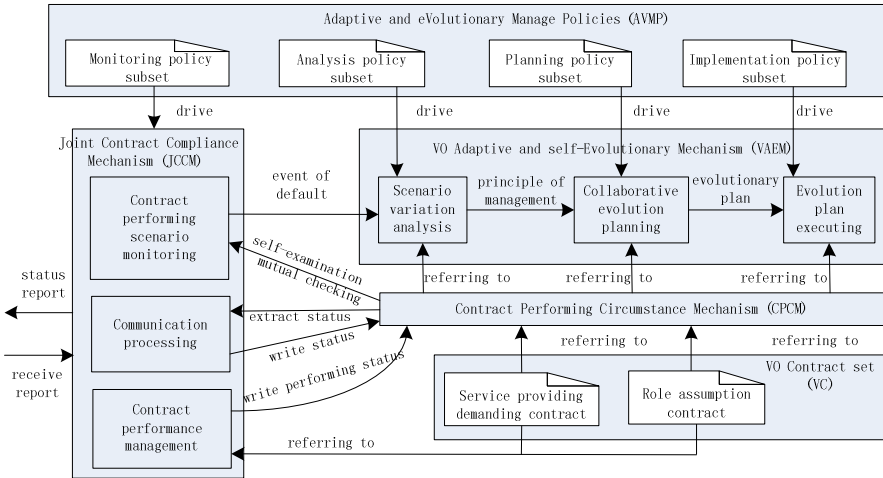 Adaptive and eVolutionary Manage Policies (AVMP)
Monitoring policy
subset
Analysis policy
subset
Planning policy
subset
Implementation policy
subset
drive
drive
drive
drive
Joint Contract Compliance
Mechanism (JCCM)
VO Adaptive and self-Evolutionary Mechanism (VAEM)
Contract
performing
scenario
monitoring
event of
default
Scenario
variation
analysis
principle of
management
Collaborative
evolution
planning
evolutionary
plan
Evolution
plan
executing
self-examination
mutual checking
referring to
referring to
referring to
status
report
Contract Performing Circumstance Mechanism (CPCM)
Communication
processing
extract status
write status
receive
report
write performing status
referring to
referring to
VO Contract set
(VC)
Service providing
demanding contract
Role assumption
contract
Contract
performance
management
referring to